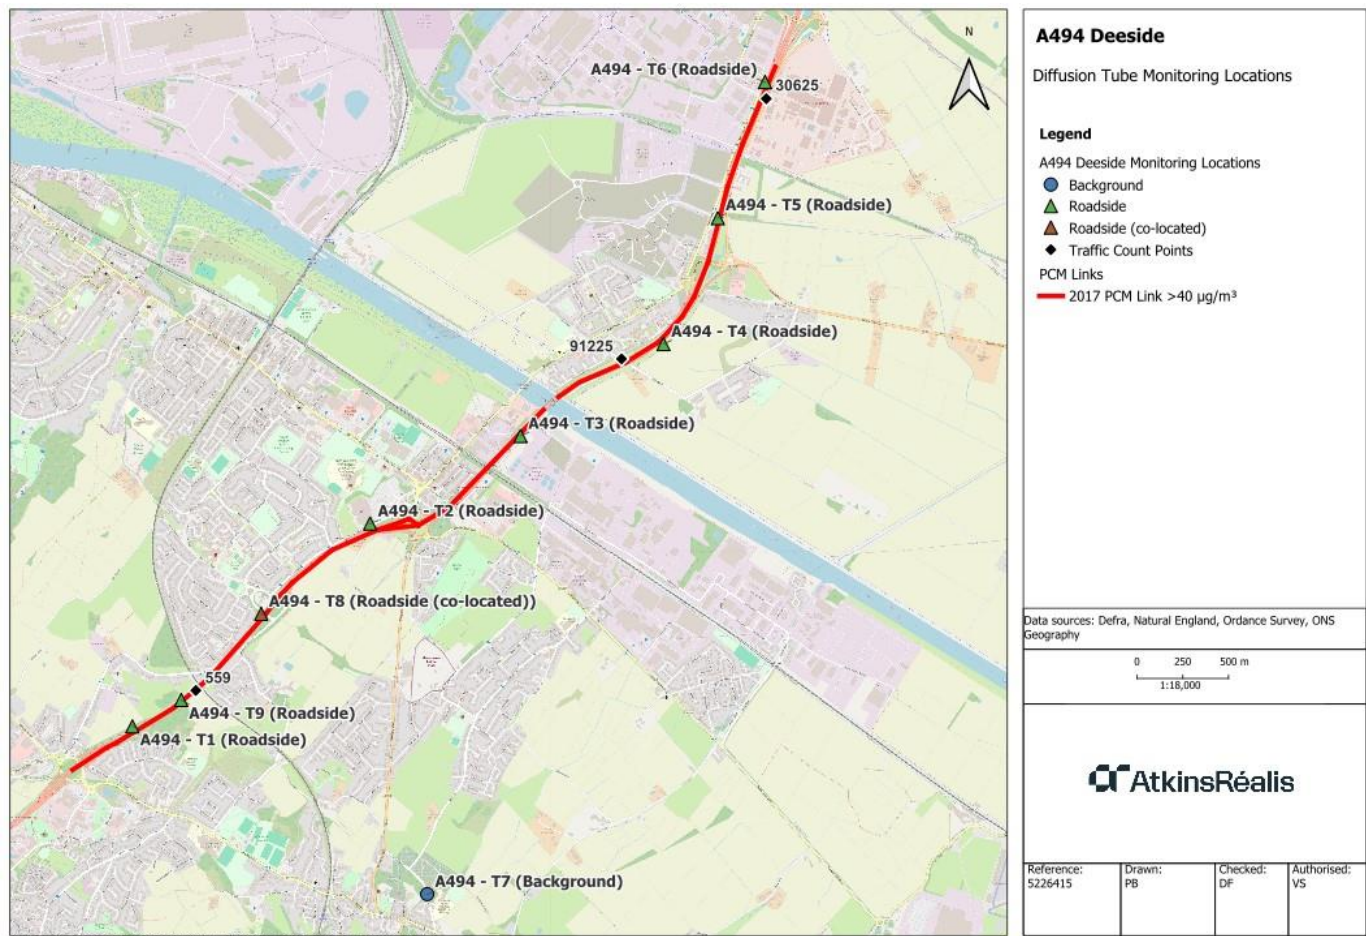 A494 - T6 (Roadside)
30625
N
A494 - T5 (Roadside)
A494 - T4 (Roadside)
91225
A494 - T3 (Roadside)
A494 - T2 (Roadside)
A494 - T8 (Roadside (co-located))
559
A494 - T9 (Roadside)
A494 - T1 (Roadside)
A494 - T7 (Background)
A494 Deeside
Diffusion Tube Monitoring Locations
Legend
A494 Deeside Monitoring Locations
Background
Roadside
Roadside (co-located)
Traffic Count Points
PCM Links
2017 PCM Link >40 µg/m³
Data sources: Defra, Natural England, Ordance Survey, ONS
Geography
0 250 500 m
1:18,000
AtkinsRéalis
Reference: Drawn: Checked: Authorised:
5226415 PB DF VS